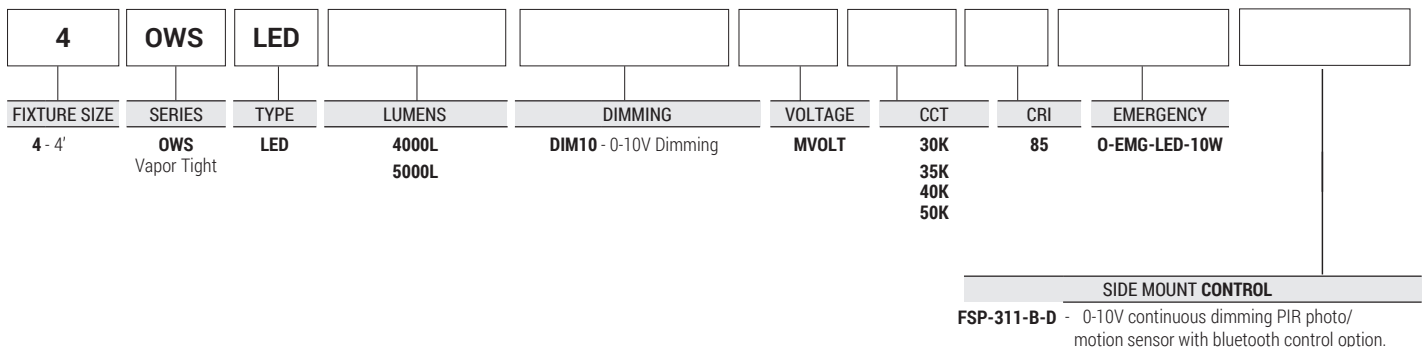 4 OWS LED
FIXTURE SIZE SERIES TYPE LUMENS DIMMING VOLTAGE CCT CRI EMERGENCY
4 - 4' OWS LED 4000L DIM10 - 0-10V Dimming MVOLT 30K 85 O-EMG-LED-10W
Vapor Tight 5000L 35K
40K
50K
SIDE MOUNT CONTROL
FSP-311-B-D - 0-10V continuous dimming PIR photo/
motion sensor with bluetooth control option.